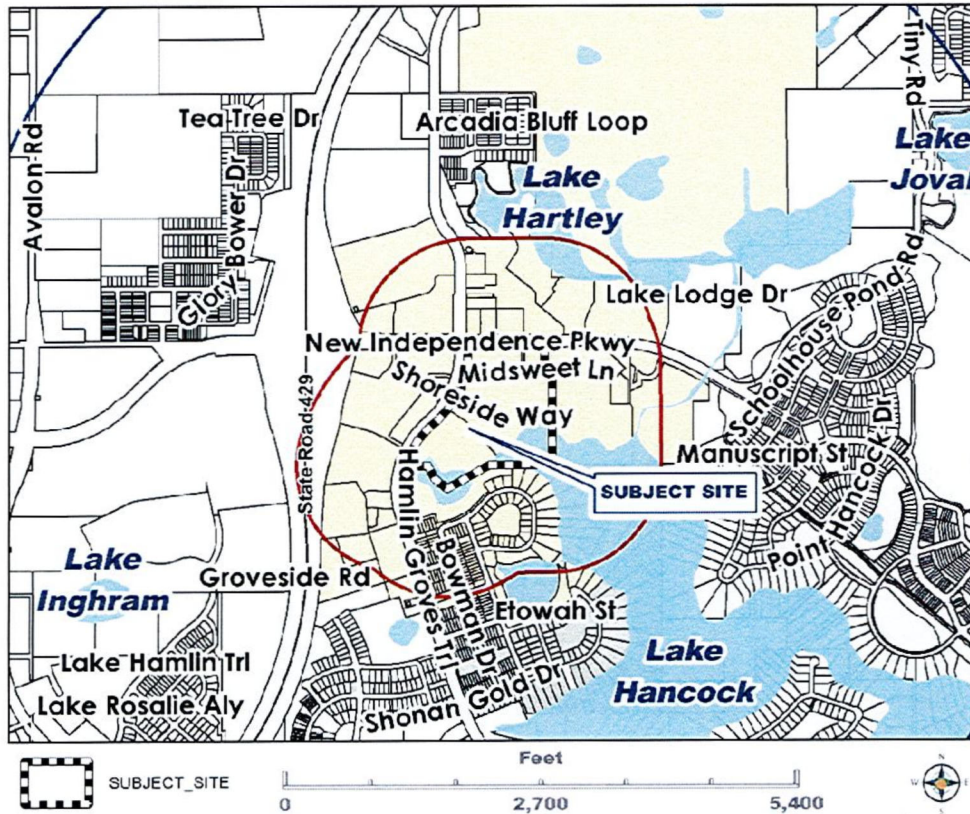 Tiny Rd
Tea Tree Dr
Arcadia Bluff Loop
Avalon Rd
Glory Bower Dr
Lake
Hartley
Lake
Joval
Lake Lodge Dr
Schoolhouse Pond Rd
New Independence Pkwy
Midsweet Ln
Shoreside Way
State Road 429
Manuscript St
SUBJECT SITE
Hamlin Groves Trl
Point Hancock Dr
Bowman Dr
Lake
Inghram
Groveside Rd
Etowah St
Lake Hamlin Trl
Lake
Hancock
Lake Rosalie Aly
Shonan Gold Dr
SUBJECT_SITE
Feet
0
2,700
5,400
N
W
E
S